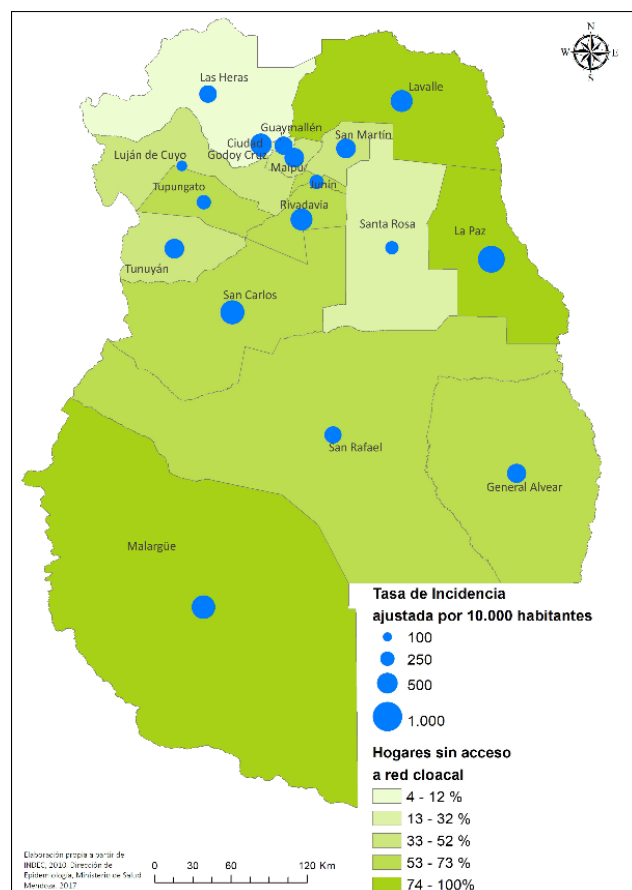 N
W E
S
Las Heras
Lavalle
Guaymallén
Ciudad
San Martín
Godoy Cruz
Maipú
Luján de Cuyo
Junín
Tupungato
Rivadavia
Santa Rosa
La Paz
Tunuyán
San Carlos
San Rafael
General Alvear
Malargüe
Tasa de Incidencia
ajustada por 10.000 habitantes
100
250
500
1.000
Hogares sin acceso
a red cloacal
4 - 12 %
13 - 32 %
33 - 52 %
53 - 73 %
74 - 100%
Elaboración propia a partir de
INDEC, 2010. Dirección de
Epidemiología, Ministerio de Salud
Mendoza, 2017
0 30 60 120 Km